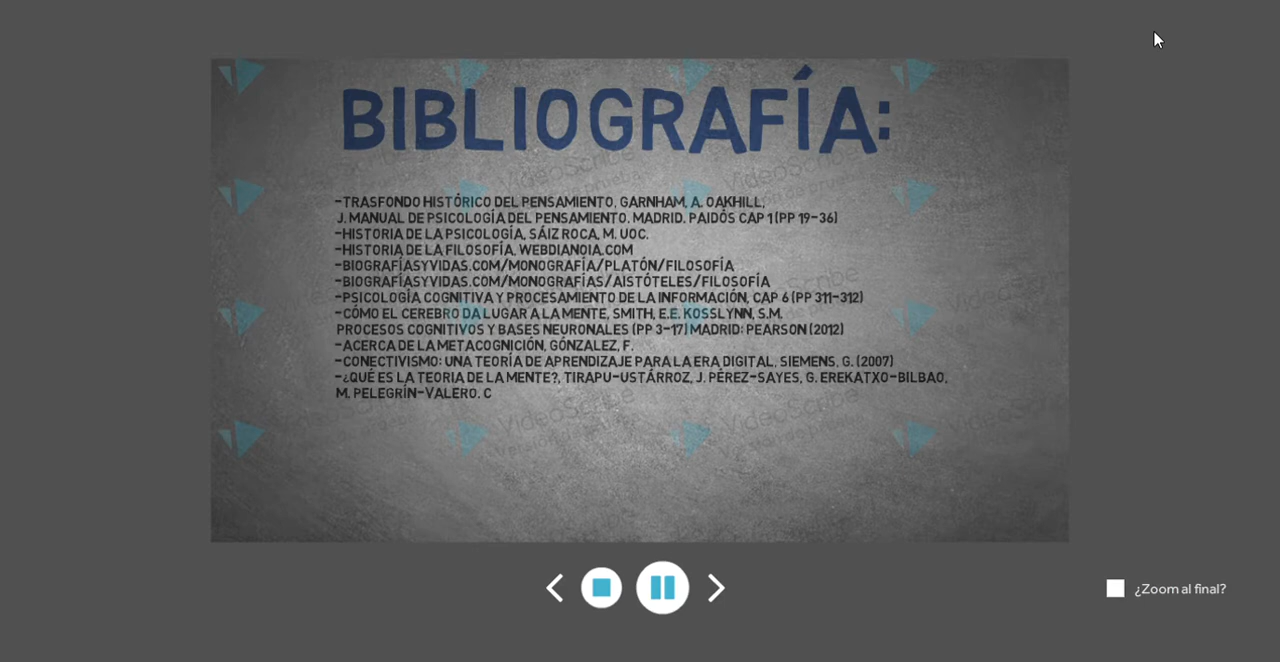 BIBLIOGRAFÍA:
-TRASFONDO HISTÓRICO DEL PENSAMIENTO, GARNHAM, A. OAKHILL,
J. MANUAL DE PSICOLOGÍA DEL PENSAMIENTO. MADRID. PAIDÓS CAP 1 (PP 19-36)
-HISTORIA DE LA PSICOLOGÍA, SÁIZ ROCA, M. UOC.
-HISTORIA DE LA FILOSOFÍA. WEBDIANOIA.COM
-BIOGRAFÍASYVIDAS.COM/MONOGRAFÍA/PLATÓN/FILOSOFÍA
-BIOGRAFÍASYVIDAS.COM/MONOGRAFÍAS/AISTÓTELES/FILOSOFÍA
-PSICOLOGÍA COGNITIVA Y PROCESAMIENTO DE LA INFORMACIÓN, CAP 6 (PP 311-312)
-CÓMO EL CEREBRO DA LUGAR A LA MENTE, SMITH, E.E. KOSSLYNN, S.M.
PROCESOS COGNITIVOS Y BASES NEURONALES (PP 3-17) MADRID: PEARSON (2012)
-ACERCA DE LA METACOGNICIÓN, GÓNZALEZ, F.
-CONECTIVISMO: UNA TEORÍA DE APRENDIZAJE PARA LA ERA DIGITAL, SIEMENS, G. (2007)
-¿QUÉ ES LA TEORIA DE LA MENTE?, TIRAPU-USTÁRROZ, J. PÉREZ-SAYES, G. EREKATXO-BILBAO,
M. PELEGRÍN-VALERO. C
VideoScribe
VideoScribe
¿Zoom al final?